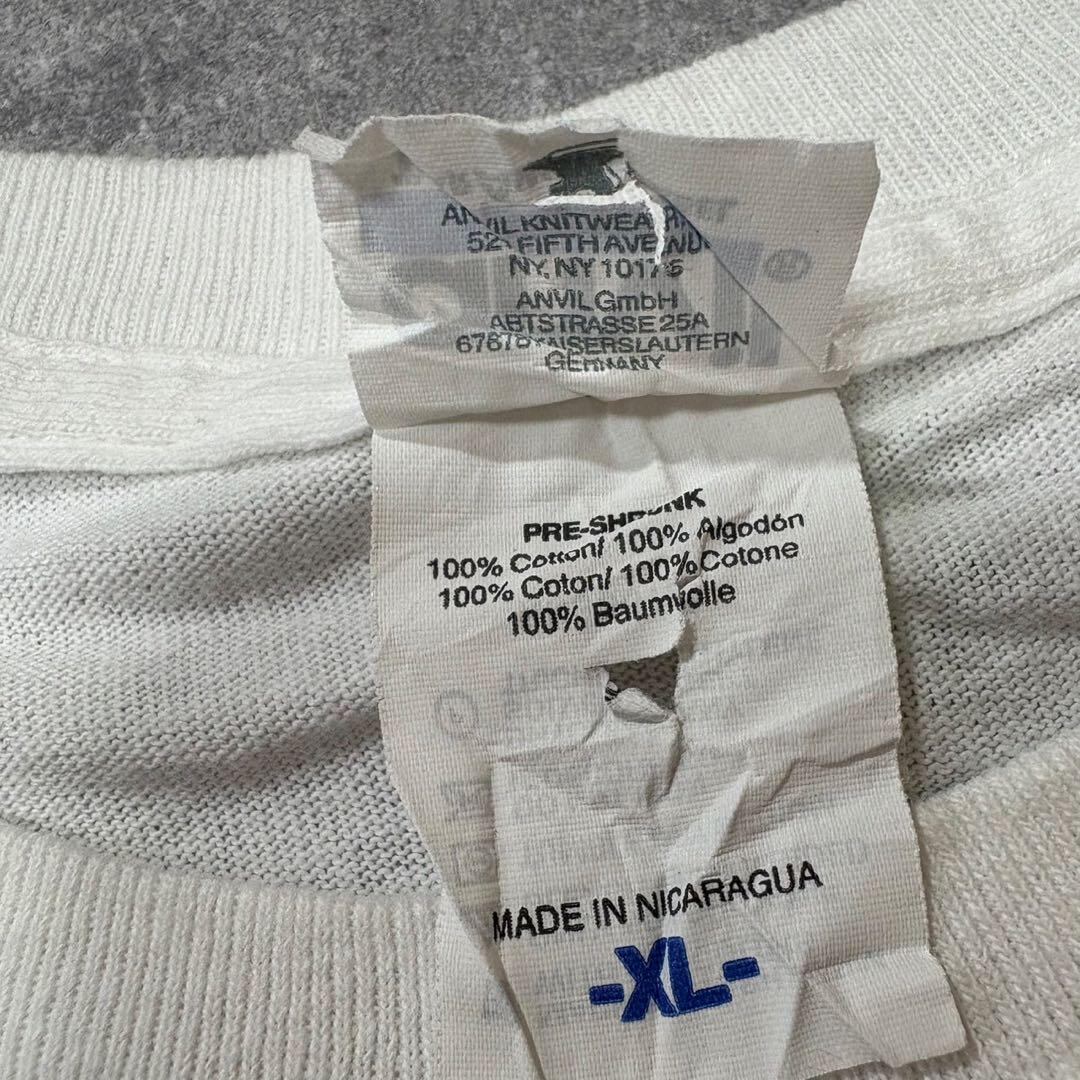 ANVIL KNITWEAR
FIFTH AVENUE
NY, NY 10176
ANVIL GmbH
ABTSTRASSE 25A
KAISERSLAUTERN
GERMANY
PRE-SHRUNK
100% Cotton/ 100% Algodón
100% Coton/ 100% Cotone
100% Baumwolle
MADE IN NICARAGUA
-XL-